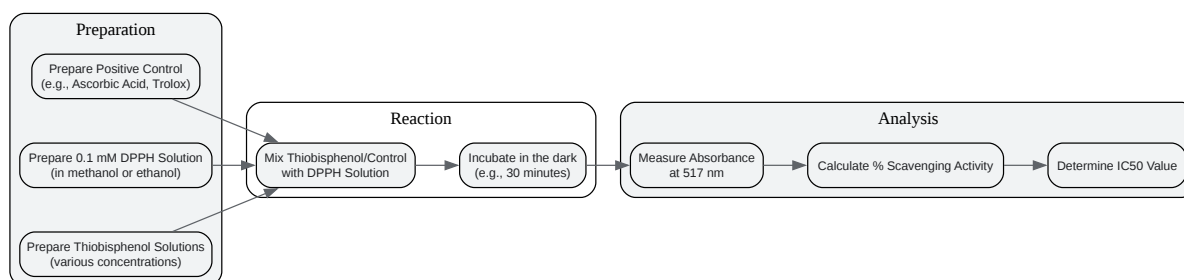 Preparation
Prepare Positive Control
(e.g., Ascorbic Acid, Trolox)
Prepare 0.1 mM DPPH Solution
(in methanol or ethanol)
Prepare Thiobisphenol Solutions
(various concentrations)
Reaction
Mix Thiobisphenol/Control
with DPPH Solution
Incubate in the dark
(e.g., 30 minutes)
Analysis
Measure Absorbance
at 517 nm
Calculate % Scavenging Activity
Determine IC50 Value